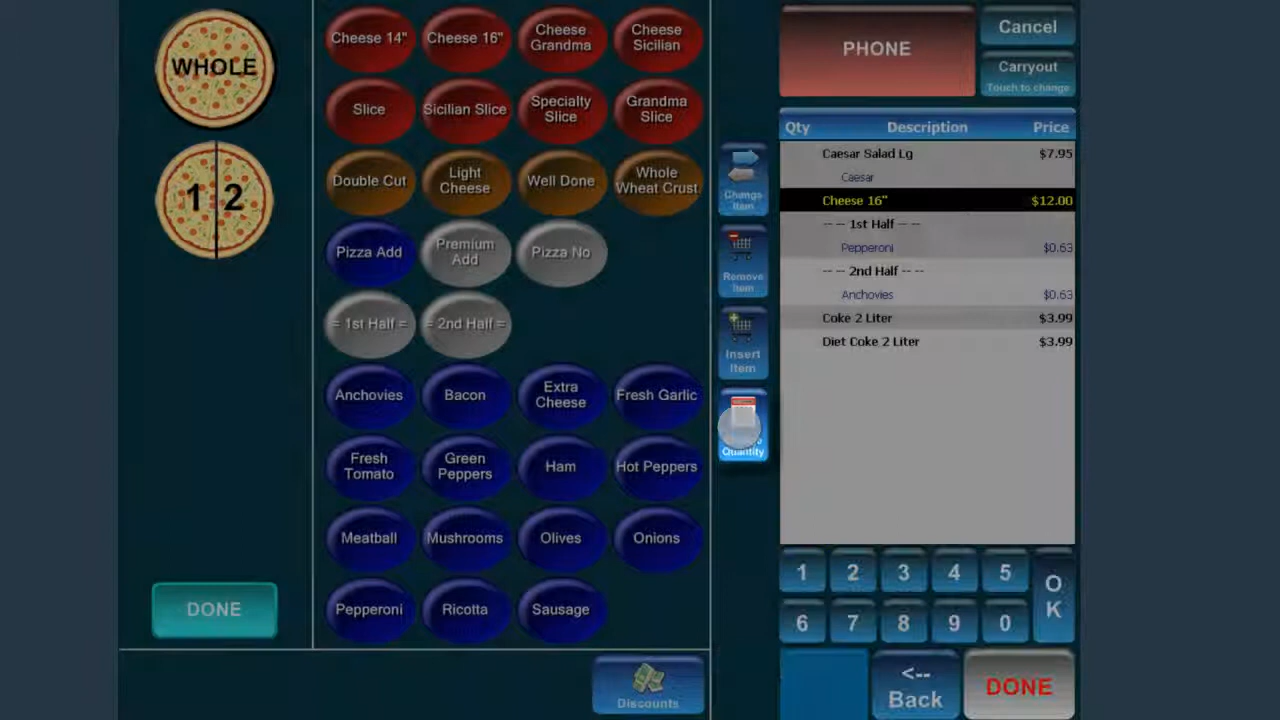 WHOLE
1 2
DONE
Cheese 14"
Cheese 16"
Cheese
Grandma
Cheese
Sicilian
Slice
Sicilian Slice
Specialty
Slice
Grandma
Slice
Double Cut
Light
Cheese
Well Done
Whole
Wheat Crust
Pizza Add
Premium
Add
Pizza No
= 1st Half =
= 2nd Half =
Anchovies
Bacon
Extra
Cheese
Fresh Garlic
Fresh
Tomato
Green
Peppers
Ham
Hot Peppers
Meatball
Mushrooms
Olives
Onions
Pepperoni
Ricotta
Sausage
Discounts
Change
Item
Remove
Item
Insert
Item
Quantity
PHONE
Cancel
Carryout
Touch to change
Qty Description Price
Caesar Salad Lg $7.95
Caesar
Cheese 16" $12.00
-- -- 1st Half -- --
Pepperoni $0.63
-- -- 2nd Half -- --
Anchovies $0.63
Coke 2 Liter $3.99
Diet Coke 2 Liter $3.99
1 2 3 4 5
6 7 8 9 0
O
K
<--
Back
DONE